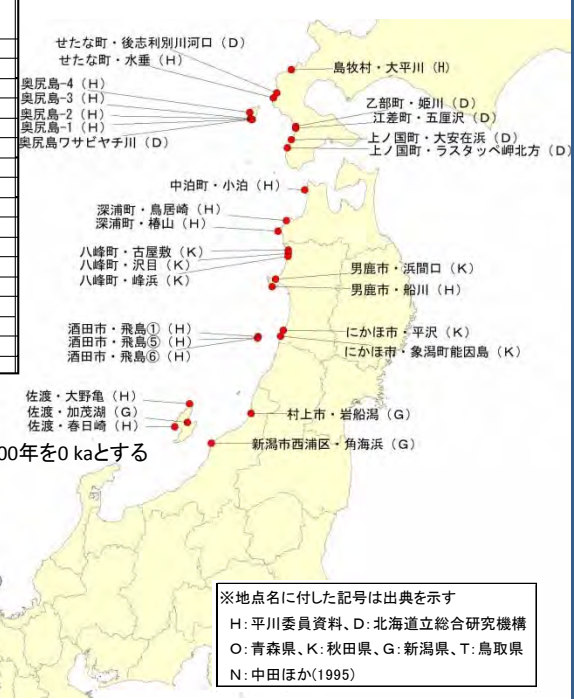 せたな町・後志利別川河口（D）
せたな町・水垂（H）
島牧村・大平川（H）
奥尻島-4（H）
奥尻島-3（H）
奥尻島-2（H）
奥尻島-1（H）
奥尻島ワサビヤチ川（D）
乙部町・姫川（D）
江差町・五厘沢（D）
上ノ国町・大安在浜（D）
上ノ国町・ラスタッペ岬北方（D）
中泊町・小泊（H）
深浦町・鳥居崎（H）
深浦町・椿山（H）
八峰町・古屋敷（K）
八峰町・沢目（K）
八峰町・峰浜（K）
男鹿市・浜間口（K）
男鹿市・船川（H）
酒田市・飛島①（H）
酒田市・飛島⑤（H）
酒田市・飛島⑥（H）
にかほ市・平沢（K）
にかほ市・象潟町能因島（K）
佐渡・大野亀（H）
佐渡・加茂湖（G）
佐渡・春日崎（H）
村上市・岩船潟（G）
新潟市西浦区・角海浜（G）
00年を0 kaとする
※地点名に付した記号は出典を示す
H：平川委員資料、D：北海道立総合研究機構
O：青森県、K：秋田県、G：新潟県、T：鳥取県
N：中田ほか(1995)